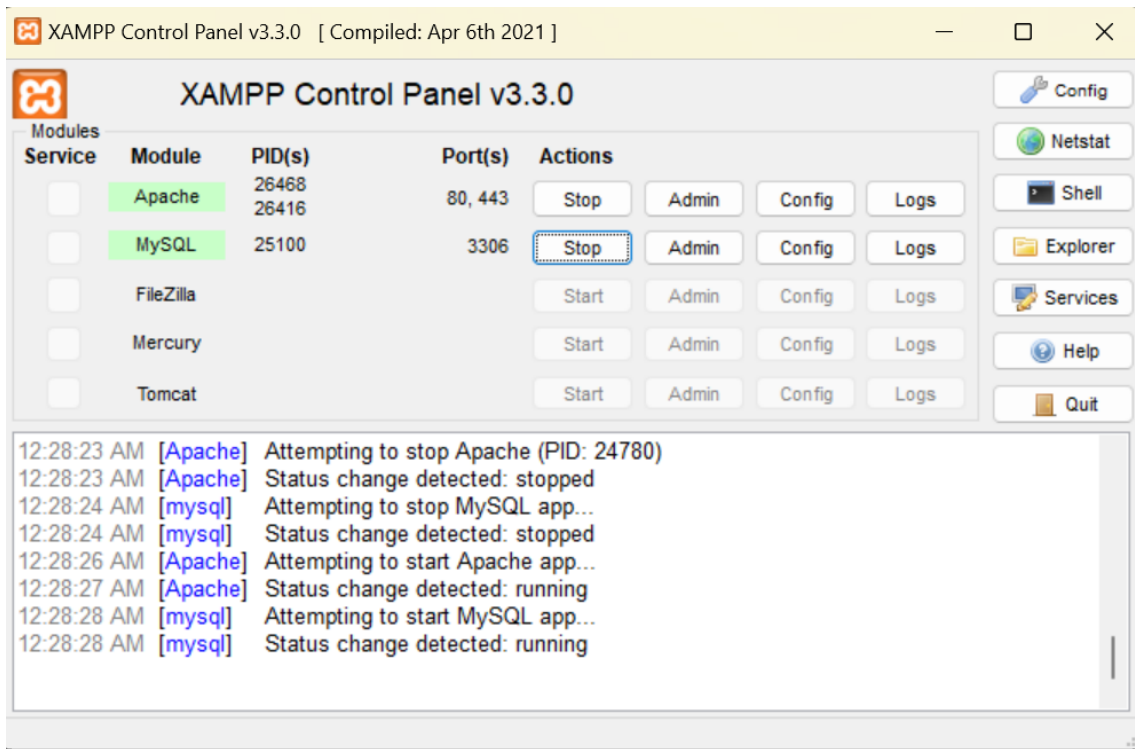 XAMPP Control Panel v3.3.0 [ Compiled: Apr 6th 2021 ]
XAMPP Control Panel v3.3.0
Config
Modules
Service Module PID(s) Port(s) Actions
Netstat
Apache 26468 26416 80, 443 Stop Admin Config Logs
Shell
MySQL 25100 3306 Stop Admin Config Logs
Explorer
FileZilla Start Admin Config Logs
Services
Mercury Start Admin Config Logs
Help
Tomcat Start Admin Config Logs
Quit
12:28:23 AM [Apache] Attempting to stop Apache (PID: 24780)
12:28:23 AM [Apache] Status change detected: stopped
12:28:24 AM [mysql] Attempting to stop MySQL app...
12:28:24 AM [mysql] Status change detected: stopped
12:28:26 AM [Apache] Attempting to start Apache app...
12:28:27 AM [Apache] Status change detected: running
12:28:28 AM [mysql] Attempting to start MySQL app...
12:28:28 AM [mysql] Status change detected: running